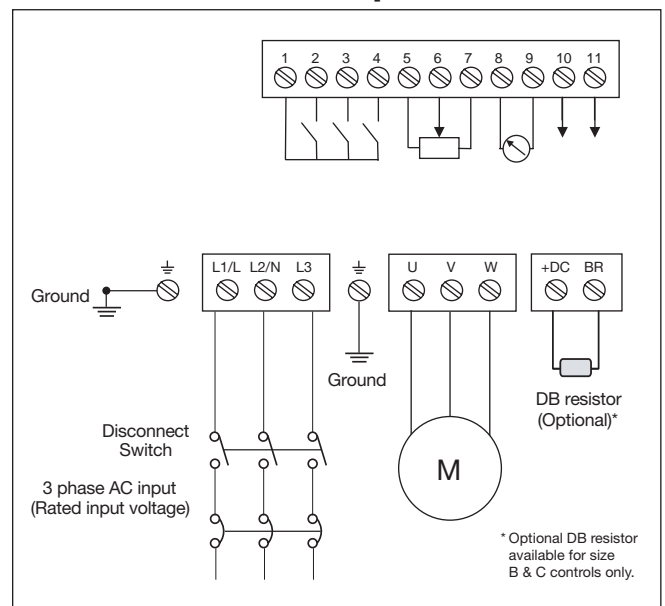 1 2 3 4 5 6 7 8 9 10 11
L1/L L2/N L3
U V W
+DC BR
Ground
Ground
DB resistor
(Optional)*
Disconnect
Switch
M
3 phase AC input
(Rated input voltage)
* Optional DB resistor
available for size
B & C controls only.